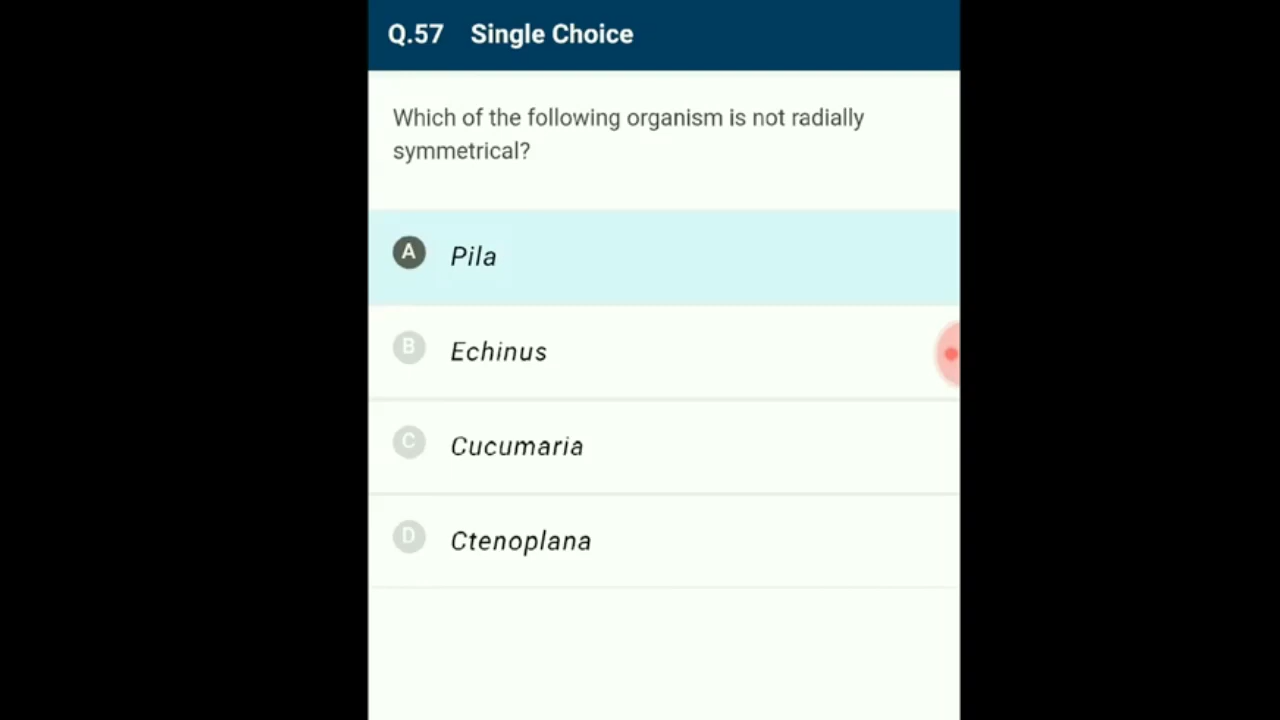 Q.57 Single Choice
Which of the following organism is not radially
symmetrical?
A Pila
B Echinus
C Cucumaria
D Ctenoplana